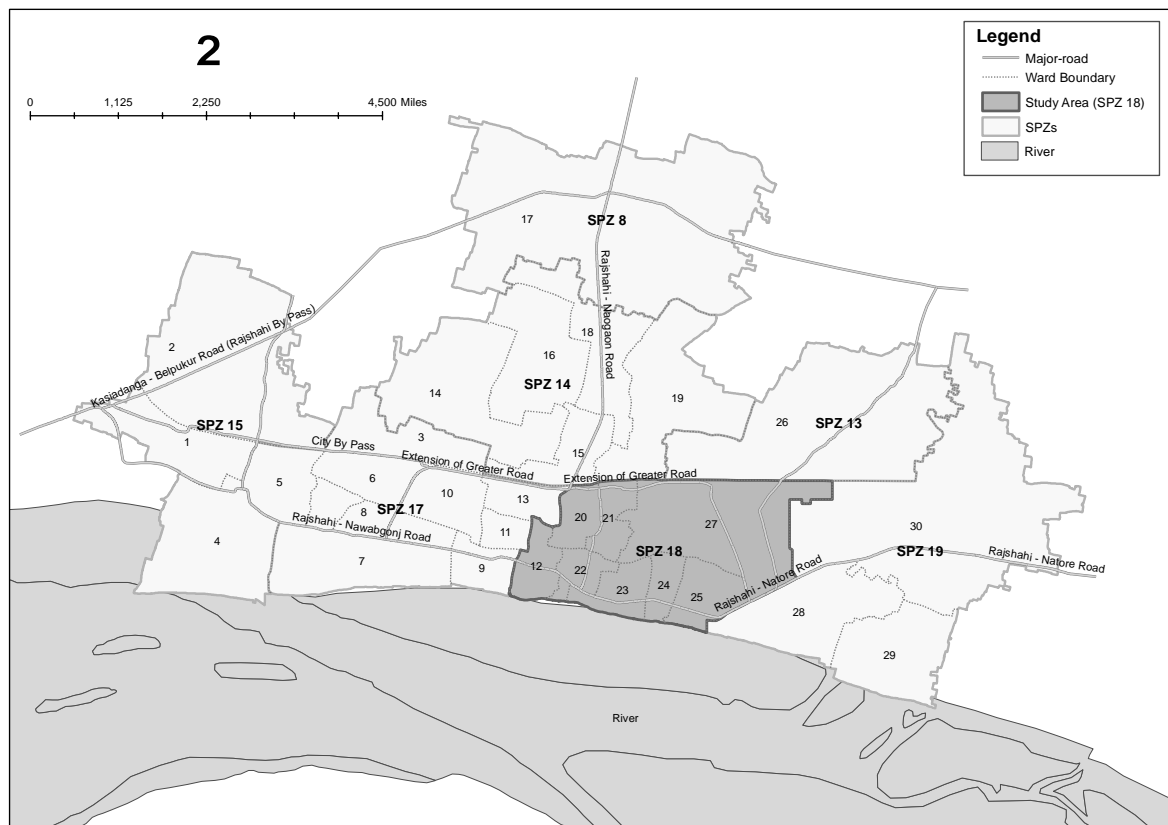 2
0 1,125 2,250 4,500 Miles
Legend
Major-road
Ward Boundary
Study Area (SPZ 18)
SPZs
River
17
SPZ 8
Rajshahi - Naogaon Road
2
Kasiadanga - Belpukur Road (Rajshahi By Pass)
18
16
SPZ 14
14
19
26
SPZ 13
SPZ 15
1
City By Pass
3
15
Extension of Greater Road
Extension of Greater Road
5
6
10
13
8
SPZ 17
11
Rajshahi - Nawabgonj Road
20
21
27
30
4
7
9
12
22
SPZ 18
23
24
25
Rajshahi - Natore Road
SPZ 19
Rajshahi - Natore Road
28
29
River